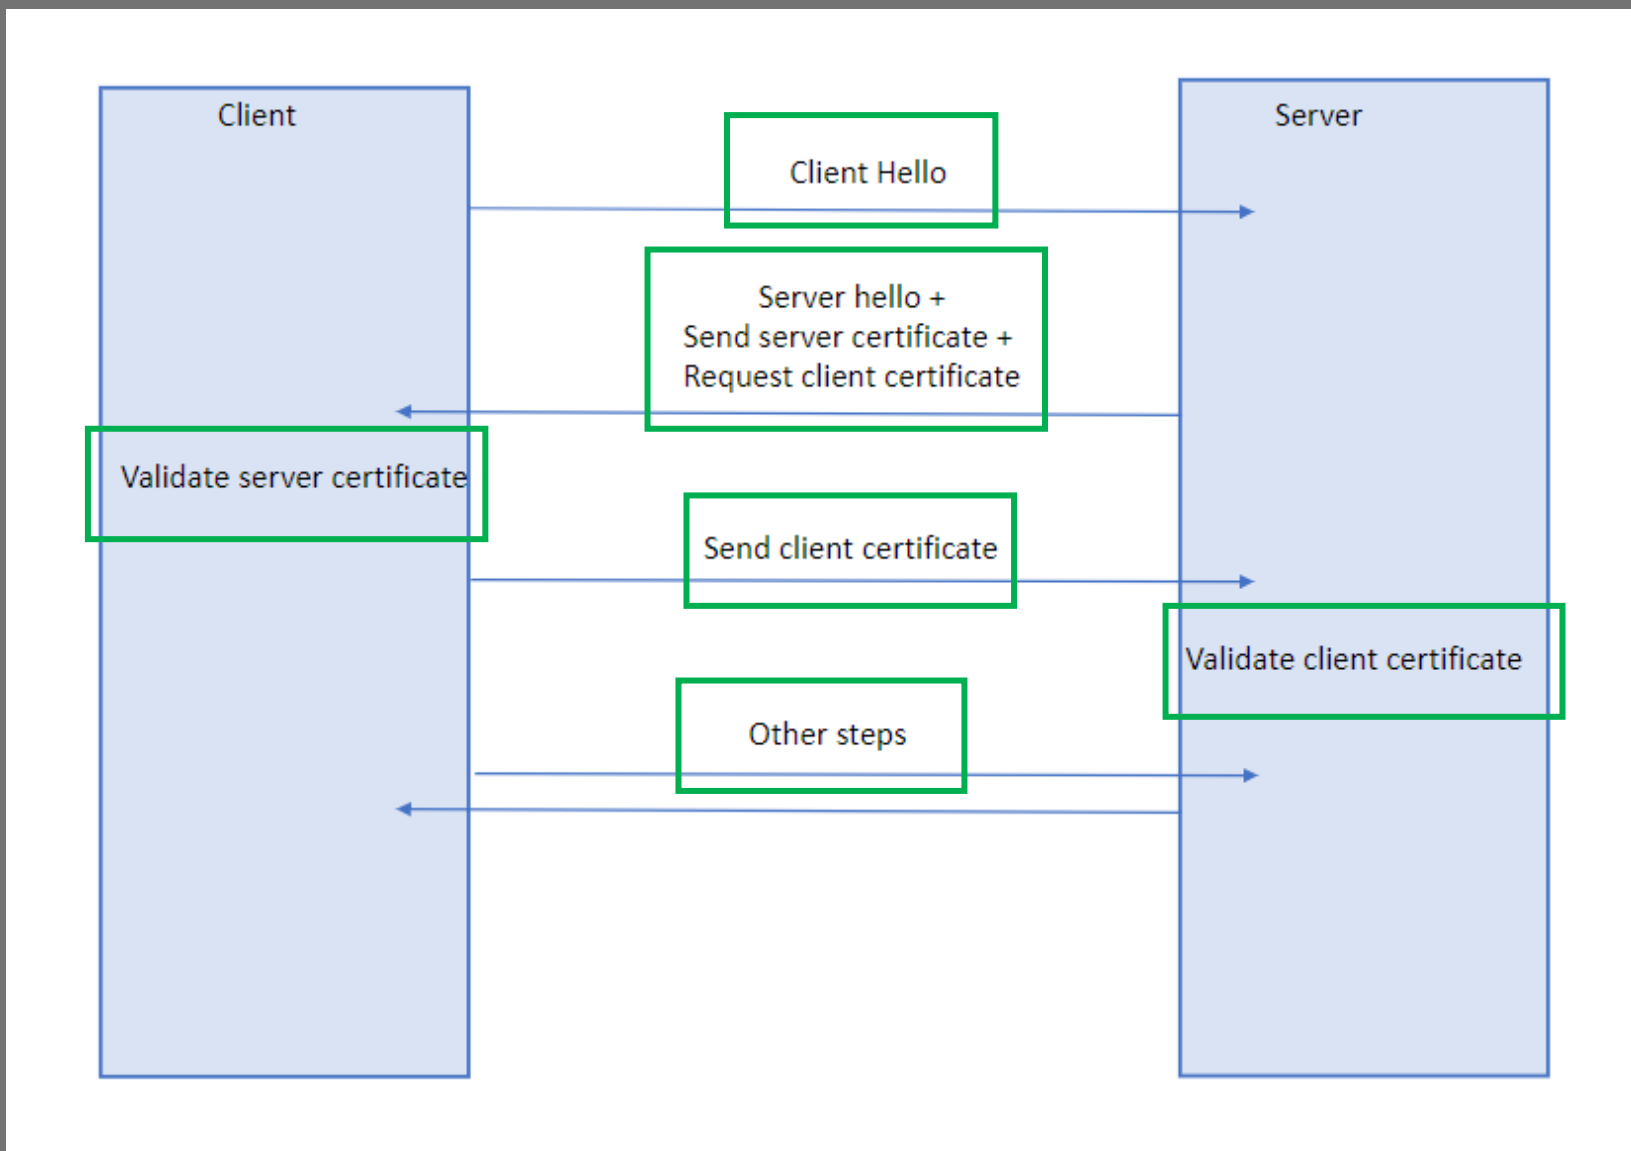 Client
Server
Client Hello
Server hello +
Send server certificate +
Request client certificate
Validate server certificate
Send client certificate
Validate client certificate
Other steps